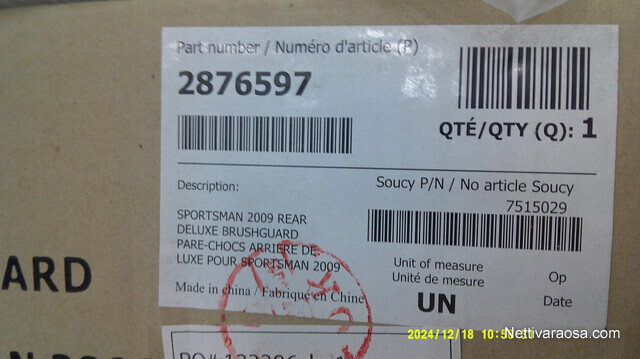 Part number / Numéro d'article (P)
2876597
QTÉ/QTY (Q): 1
Description:
SPORTSMAN 2009 REAR
DELUXE BRUSHGUARD
PARE-CHOCS ARRIERE DE
LUXE POUR SPORTSMAN 2009
Made in china / Fabriqué en Chine
Soucy P/N / No article Soucy
7515029
Unit of measure
Unité de mesure
UN
Op
Date
ARD
2024/12/18
Nettivaraosa.com